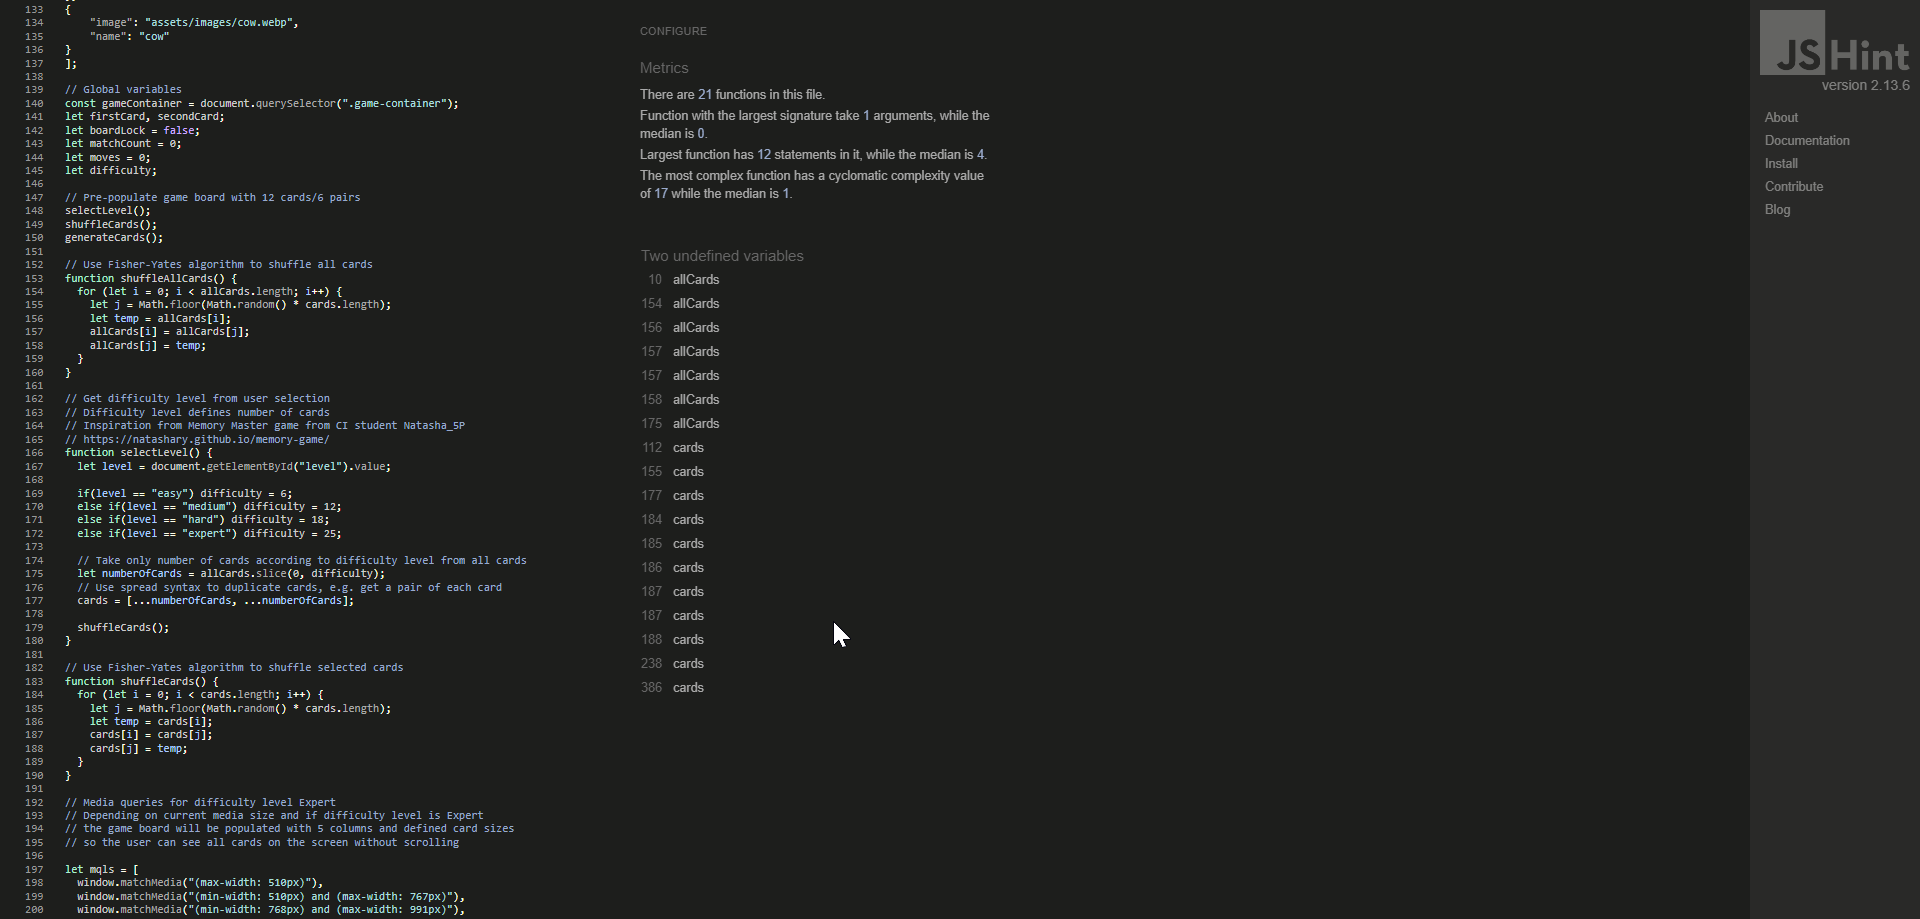 133 {
134 "image": "assets/images/cow.webp",
135 "name": "cow"
136 }
137 ];
138
139 // Global variables
140 const gameContainer = document.querySelector(".game-container");
141 let firstCard, secondCard;
142 let boardLock = false;
143 let matchCount = 0;
144 let moves = 0;
145 let difficulty;
146
147 // Pre-populate game board with 12 cards/6 pairs
148 selectLevel();
149 shuffleCards();
150 generateCards();
151
152 // Use Fisher-Yates algorithm to shuffle all cards
153 function shuffleAllCards() {
154 for (let i = 0; i < allCards.length; i++) {
155 let j = Math.floor(Math.random() * cards.length);
156 let temp = allCards[i];
157 allCards[i] = allCards[j];
158 allCards[j] = temp;
159 }
160 }
161
162 // Get difficulty level from user selection
163 // Difficulty level defines number of cards
164 // Inspiration from Memory Master game from CI student Natasha_5P
165 // https://natashary.github.io/memory-game/
166 function selectLevel() {
167 let level = document.getElementById("level").value;
168
169 if(level == "easy") difficulty = 6;
170 else if(level == "medium") difficulty = 12;
171 else if(level == "hard") difficulty = 18;
172 else if(level == "expert") difficulty = 25;
173
174 // Take only number of cards according to difficulty level from all cards
175 let numberOfCards = allCards.slice(0, difficulty);
176 // Use spread syntax to duplicate cards, e.g. get a pair of each card
177 cards = [...numberOfCards, ...numberOfCards];
178
179 shuffleCards();
180 }
181
182 // Use Fisher-Yates algorithm to shuffle selected cards
183 function shuffleCards() {
184 for (let i = 0; i < cards.length; i++) {
185 let j = Math.floor(Math.random() * cards.length);
186 let temp = cards[i];
187 cards[i] = cards[j];
188 cards[j] = temp;
189 }
190 }
191
192 // Media queries for difficulty level Expert
193 // Depending on current media size and if difficulty level is Expert
194 // the game board will be populated with 5 columns and defined card sizes
195 // so the user can see all cards on the screen without scrolling
196
197 let mqls = [
198 window.matchMedia("(max-width: 510px)"),
199 window.matchMedia("(min-width: 510px) and (max-width: 767px)"),
200 window.matchMedia("(min-width: 768px) and (max-width: 991px)"),
CONFIGURE
Metrics
There are 21 functions in this file.
Function with the largest signature take 1 arguments, while the
median is 0.
Largest function has 12 statements in it, while the median is 4.
The most complex function has a cyclomatic complexity value
of 17 while the median is 1.
Two undefined variables
10 allCards
154 allCards
156 allCards
157 allCards
157 allCards
158 allCards
175 allCards
112 cards
155 cards
177 cards
184 cards
185 cards
186 cards
187 cards
187 cards
188 cards
238 cards
386 cards
JSHint
version 2.13.6
About
Documentation
Install
Contribute
Blog